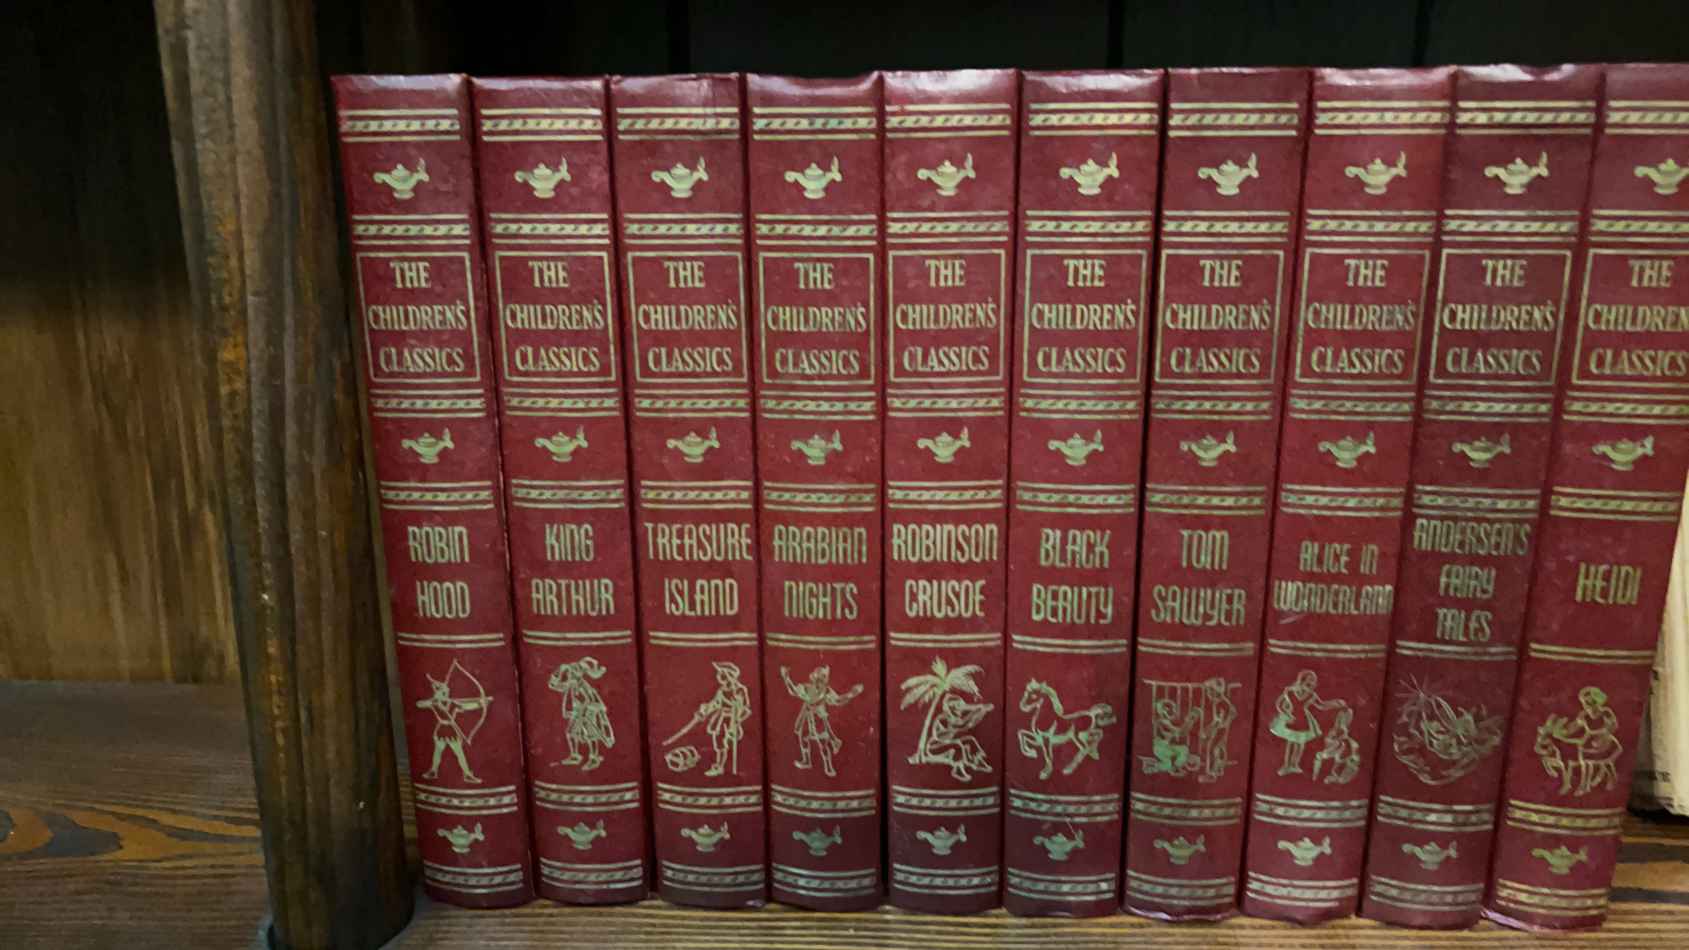 THE
CHILDREN'S
CLASSICS
ROBIN
HOOD
THE
CHILDREN'S
CLASSICS
KING
ARTHUR
THE
CHILDREN'S
CLASSICS
TREASURE
ISLAND
THE
CHILDREN'S
CLASSICS
ARABIAN
NIGHTS
THE
CHILDREN'S
CLASSICS
ROBINSON
CRUSOE
THE
CHILDREN'S
CLASSICS
BLACK
BEAUTY
THE
CHILDREN'S
CLASSICS
TOM
SAWYER
THE
CHILDREN'S
CLASSICS
ALICE IN
WONDERLAND
THE
CHILDREN'S
CLASSICS
ANDERSEN'S
FAIRY
TALES
THE
CHILDREN
CLASSICS
HEIDI